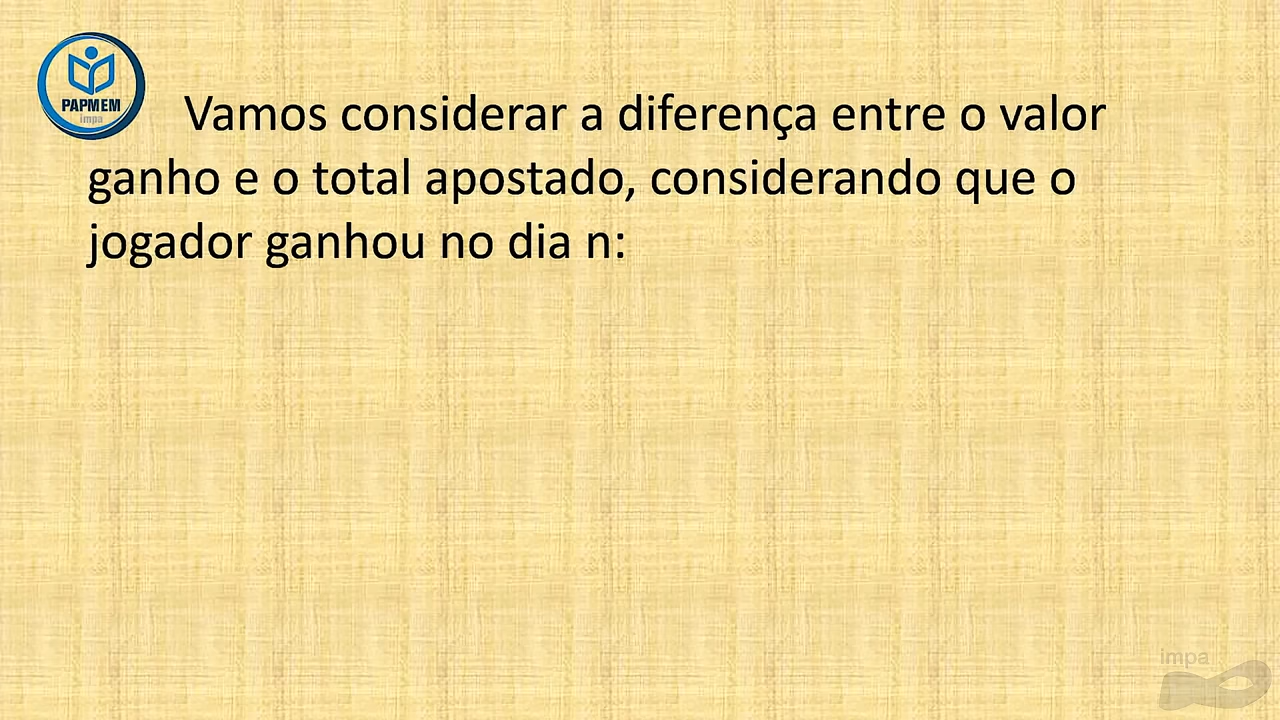 PAPMEM
impa
Vamos considerar a diferença entre o valor
ganho e o total apostado, considerando que o
jogador ganhou no dia n:
impa